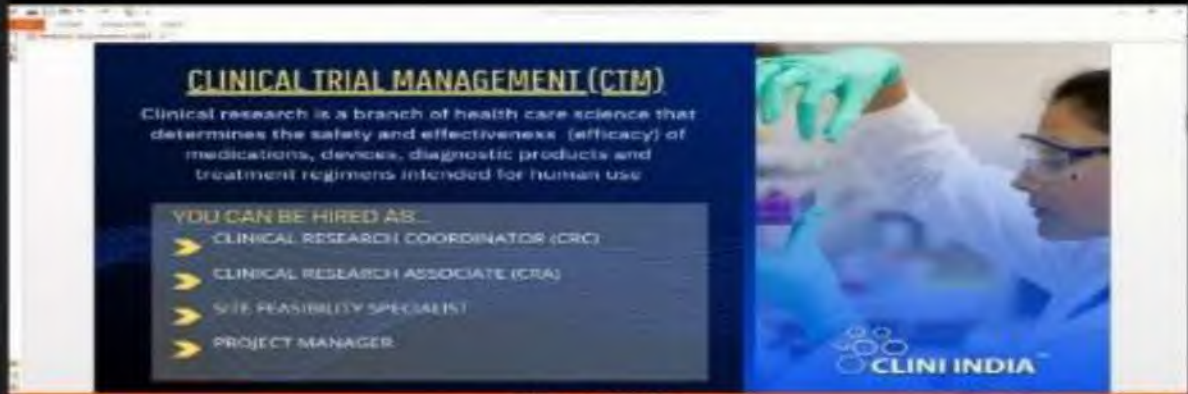 CLINICAL TRIAL MANAGEMENT (CTM)
Clinical research is a branch of health care science that
determines the safety and effectiveness (efficacy) of
medications, devices, diagnostic products and
treatment regimens intended for human use
YOU CAN BE HIRED AS...
CLINICAL RESEARCH COORDINATOR (CRC)
CLINICAL RESEARCH ASSOCIATE (CRA)
SITE FEASIBILITY SPECIALIST
PROJECT MANAGER
CLINI INDIA™